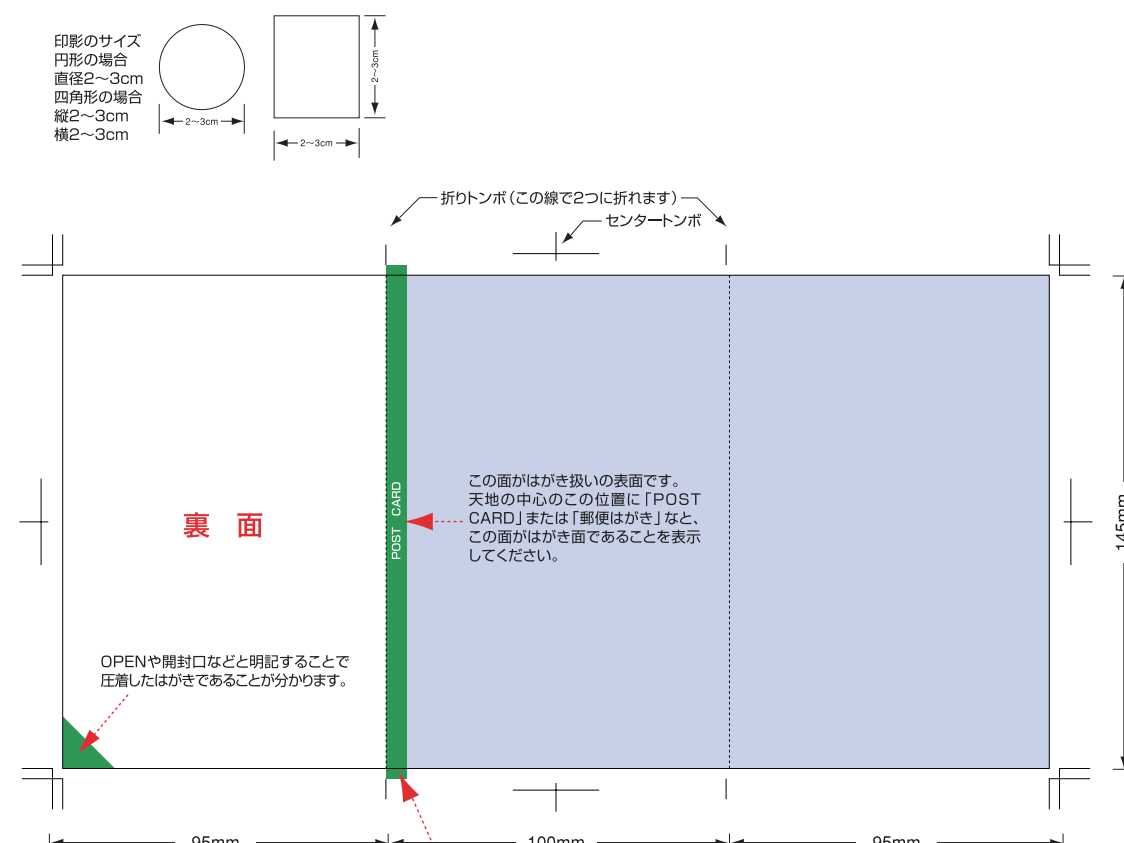 印影のサイズ
円形の場合
直径2〜3cm
四角形の場合
縦2〜3cm
横2〜3cm
2〜3cm
2〜3cm
2〜3cm
折りトンボ(この線で2つに折れます)
センタートンボ
裏 面
POST CARD
この面がはがき扱いの表面です。
天地の中心のこの位置に「POST
CARD」または「郵便はがき」なと、
この面がはがき面であることを表示
してください。
OPENや開封口などと明記することで
圧着したはがきであることが分かります。
145mm
95mm
100mm
95mm